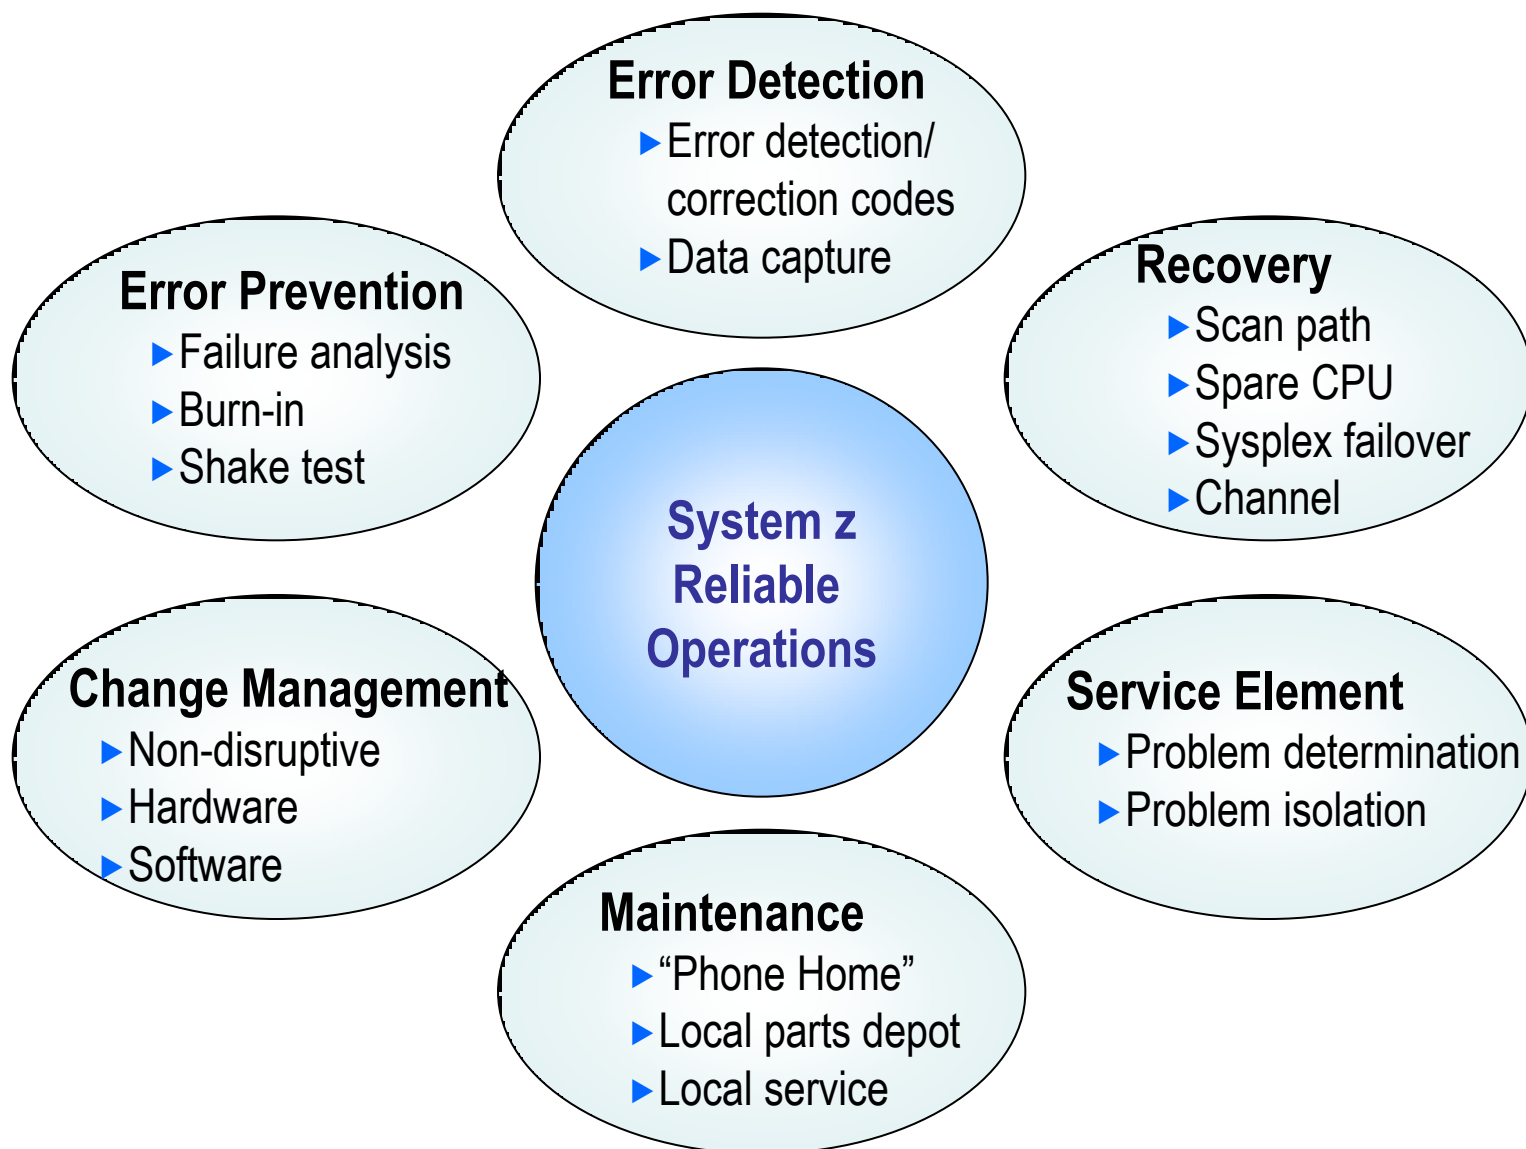 Error Detection
Error detection/
correction codes
Data capture
Error Prevention
Failure analysis
Burn-in
Shake test
Recovery
Scan path
Spare CPU
Sysplex failover
Channel
System z
Reliable
Operations
Change Management
Non-disruptive
Hardware
Software
Service Element
Problem determination
Problem isolation
Maintenance
“Phone Home”
Local parts depot
Local service